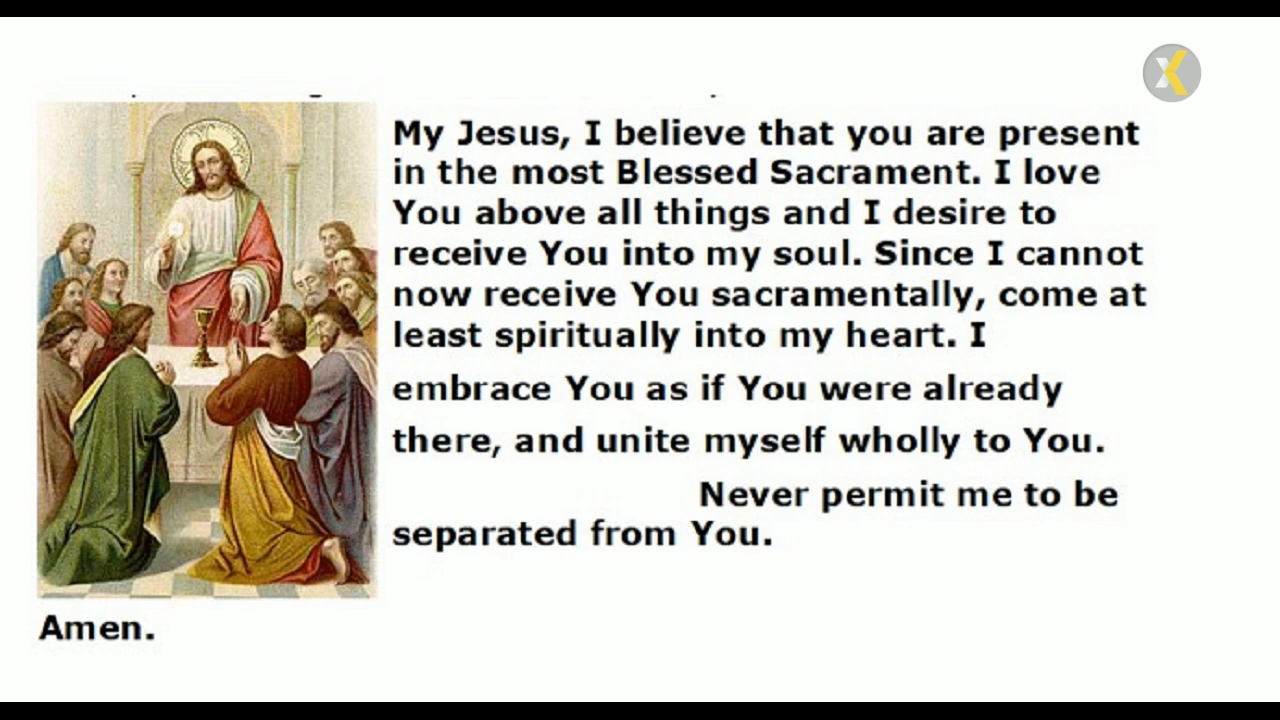 My Jesus, I believe that you are present
in the most Blessed Sacrament. I love
You above all things and I desire to
receive You into my soul. Since I cannot
now receive You sacramentally, come at
least spiritually into my heart. I
embrace You as if You were already
there, and unite myself wholly to You.
Never permit me to be
separated from You.
Amen.